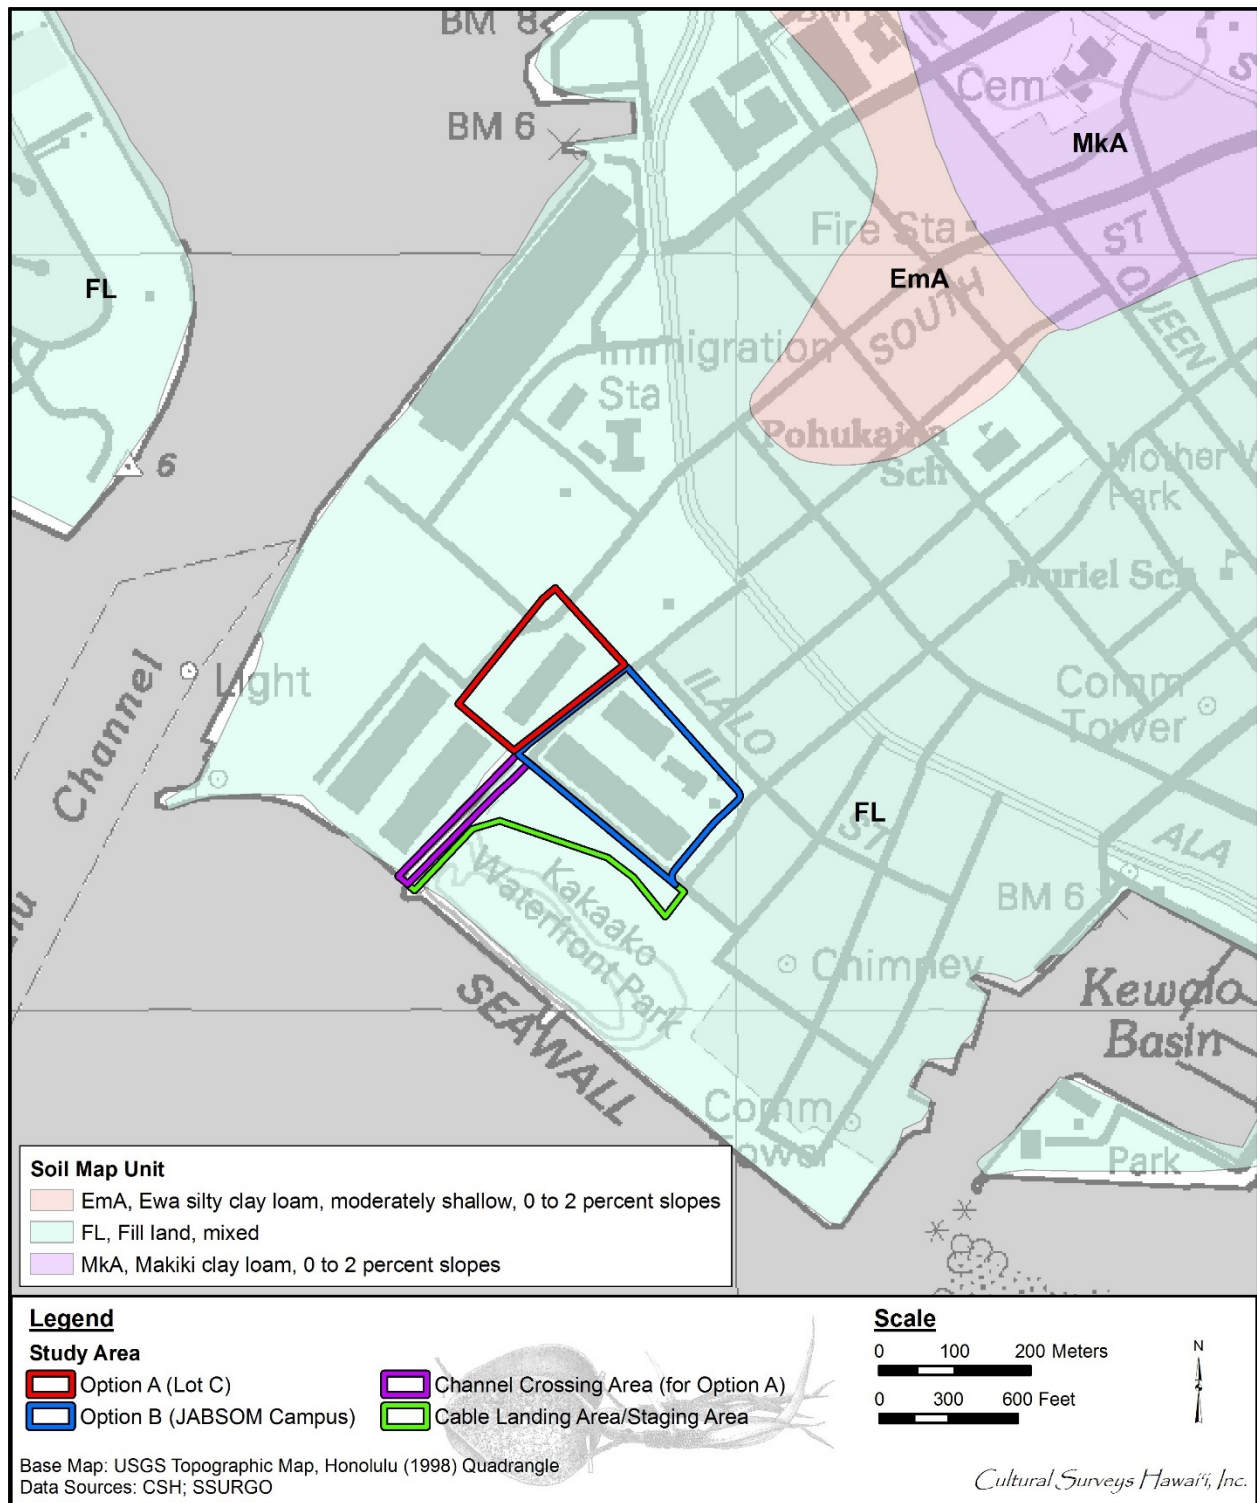 BM 8
BM
BM 6
Cem
MkA
Fire Sta
ST
EmA
FL
SOUTH
QUEEN
Immigration
Sta
Pohukaina
Sch
Mother W
Park
6
Muriel Sch
Light
Channel
ILALO
Comm
Tower
FL
ST
ALA
BM 6
Kakaako
Waterfront Park
Chimney
Kewalo
Basin
SEAWALL
Comm
Tower
Park
Soil Map Unit
EmA, Ewa silty clay loam, moderately shallow, 0 to 2 percent slopes
FL, Fill land, mixed
MkA, Makiki clay loam, 0 to 2 percent slopes
Legend
Study Area
Option A (Lot C)
Option B (JABSOM Campus)
Channel Crossing Area (for Option A)
Cable Landing Area/Staging Area
Scale
0 100 200 Meters
0 300 600 Feet
N
Base Map: USGS Topographic Map, Honolulu (1998) Quadrangle
Data Sources: CSH; SSURGO
Cultural Surveys Hawai‘i, Inc.